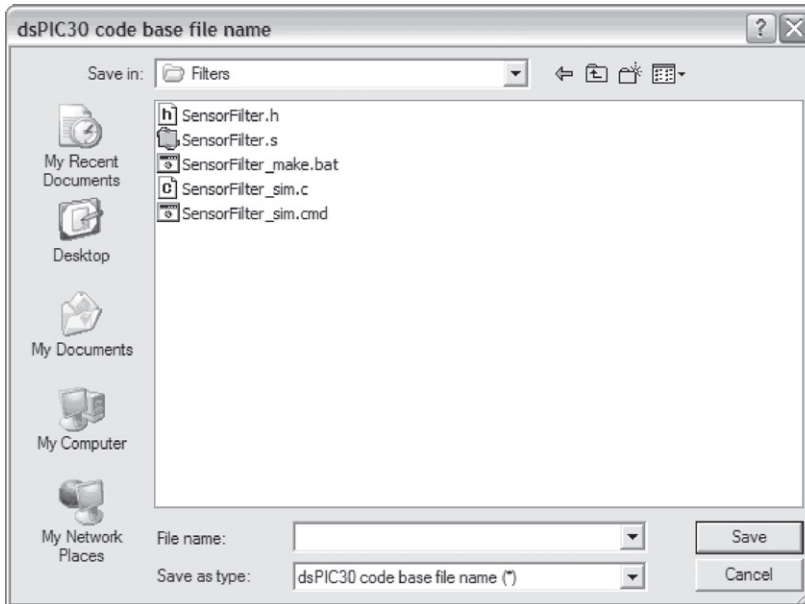 dsPIC30 code base file name
Save in:
Filters
SensorFilter.h
SensorFilter.s
SensorFilter_make.bat
SensorFilter_sim.c
SensorFilter_sim.cmd
My Recent
Documents
Desktop
My Documents
My Computer
My Network
Places
File name:
Save
Save as type:
dsPIC30 code base file name (*)
Cancel